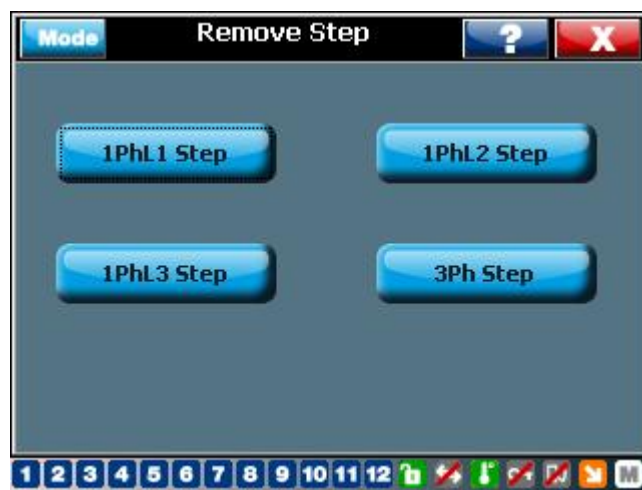 Mode Remove Step ? X
1PhL1 Step 1PhL2 Step
1PhL3 Step 3Ph Step
1 2 3 4 5 6 7 8 9 10 11 12 M